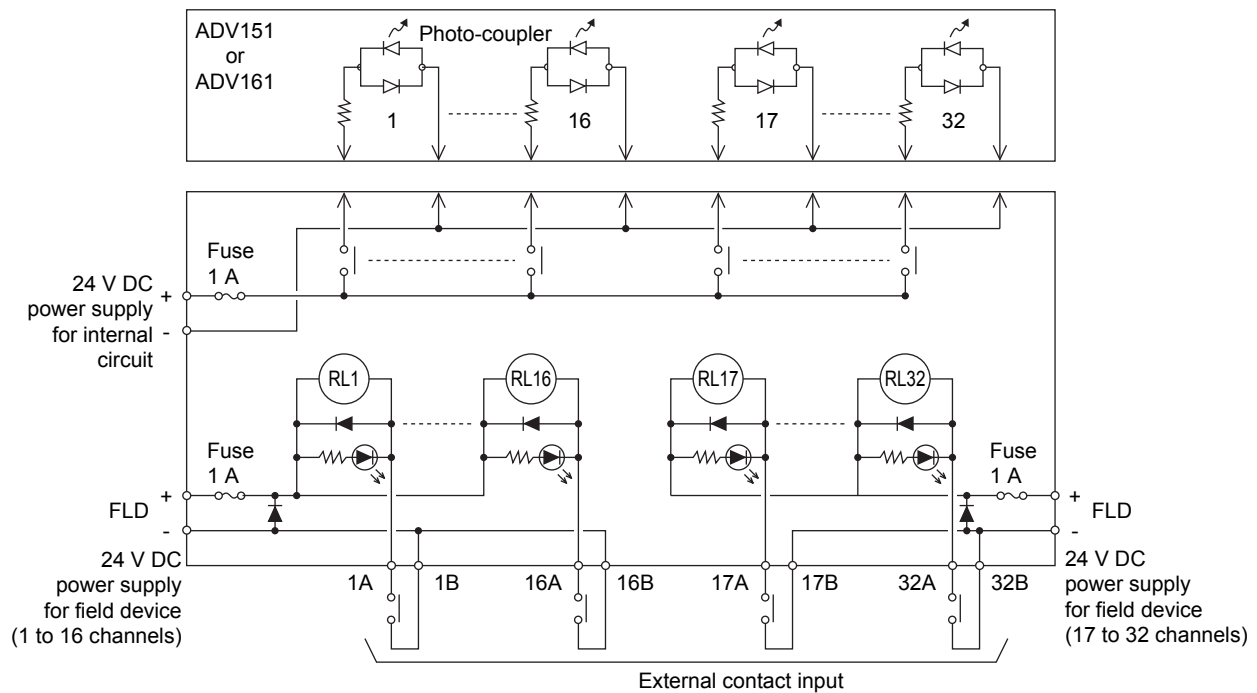 ADV151
or
ADV161
Photo-coupler
1
16
17
32
Fuse
1 A
24 V DC
power supply
for internal
circuit
+
-
RL1
RL16
RL17
RL32
Fuse
1 A
Fuse
1 A
+
FLD
-
+
FLD
-
24 V DC
power supply
for field device
(1 to 16 channels)
1A
1B
16A
16B
17A
17B
32A
32B
24 V DC
power supply
for field device
(17 to 32 channels)
External contact input